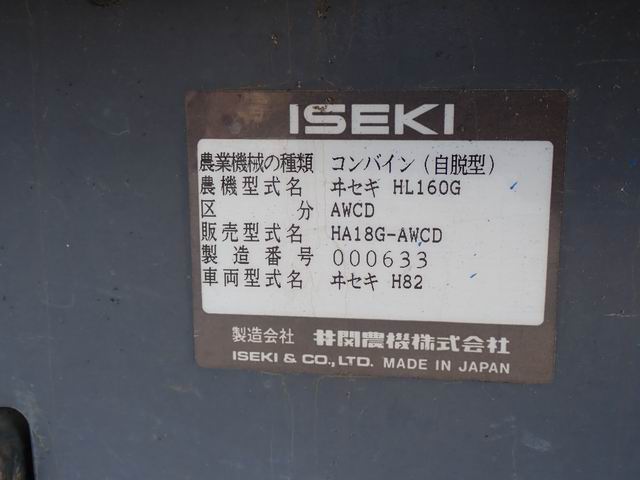 ISEKI
農業機械の種類 コンバイン(自脱型)
農機型式名 ヰセキ HL160G
区分 AWCD
販売型式名 HA18G-AWCD
製造番号 000633
車両型式名 ヰセキ H82
製造会社 井関農機株式会社
ISEKI & CO., LTD. MADE IN JAPAN